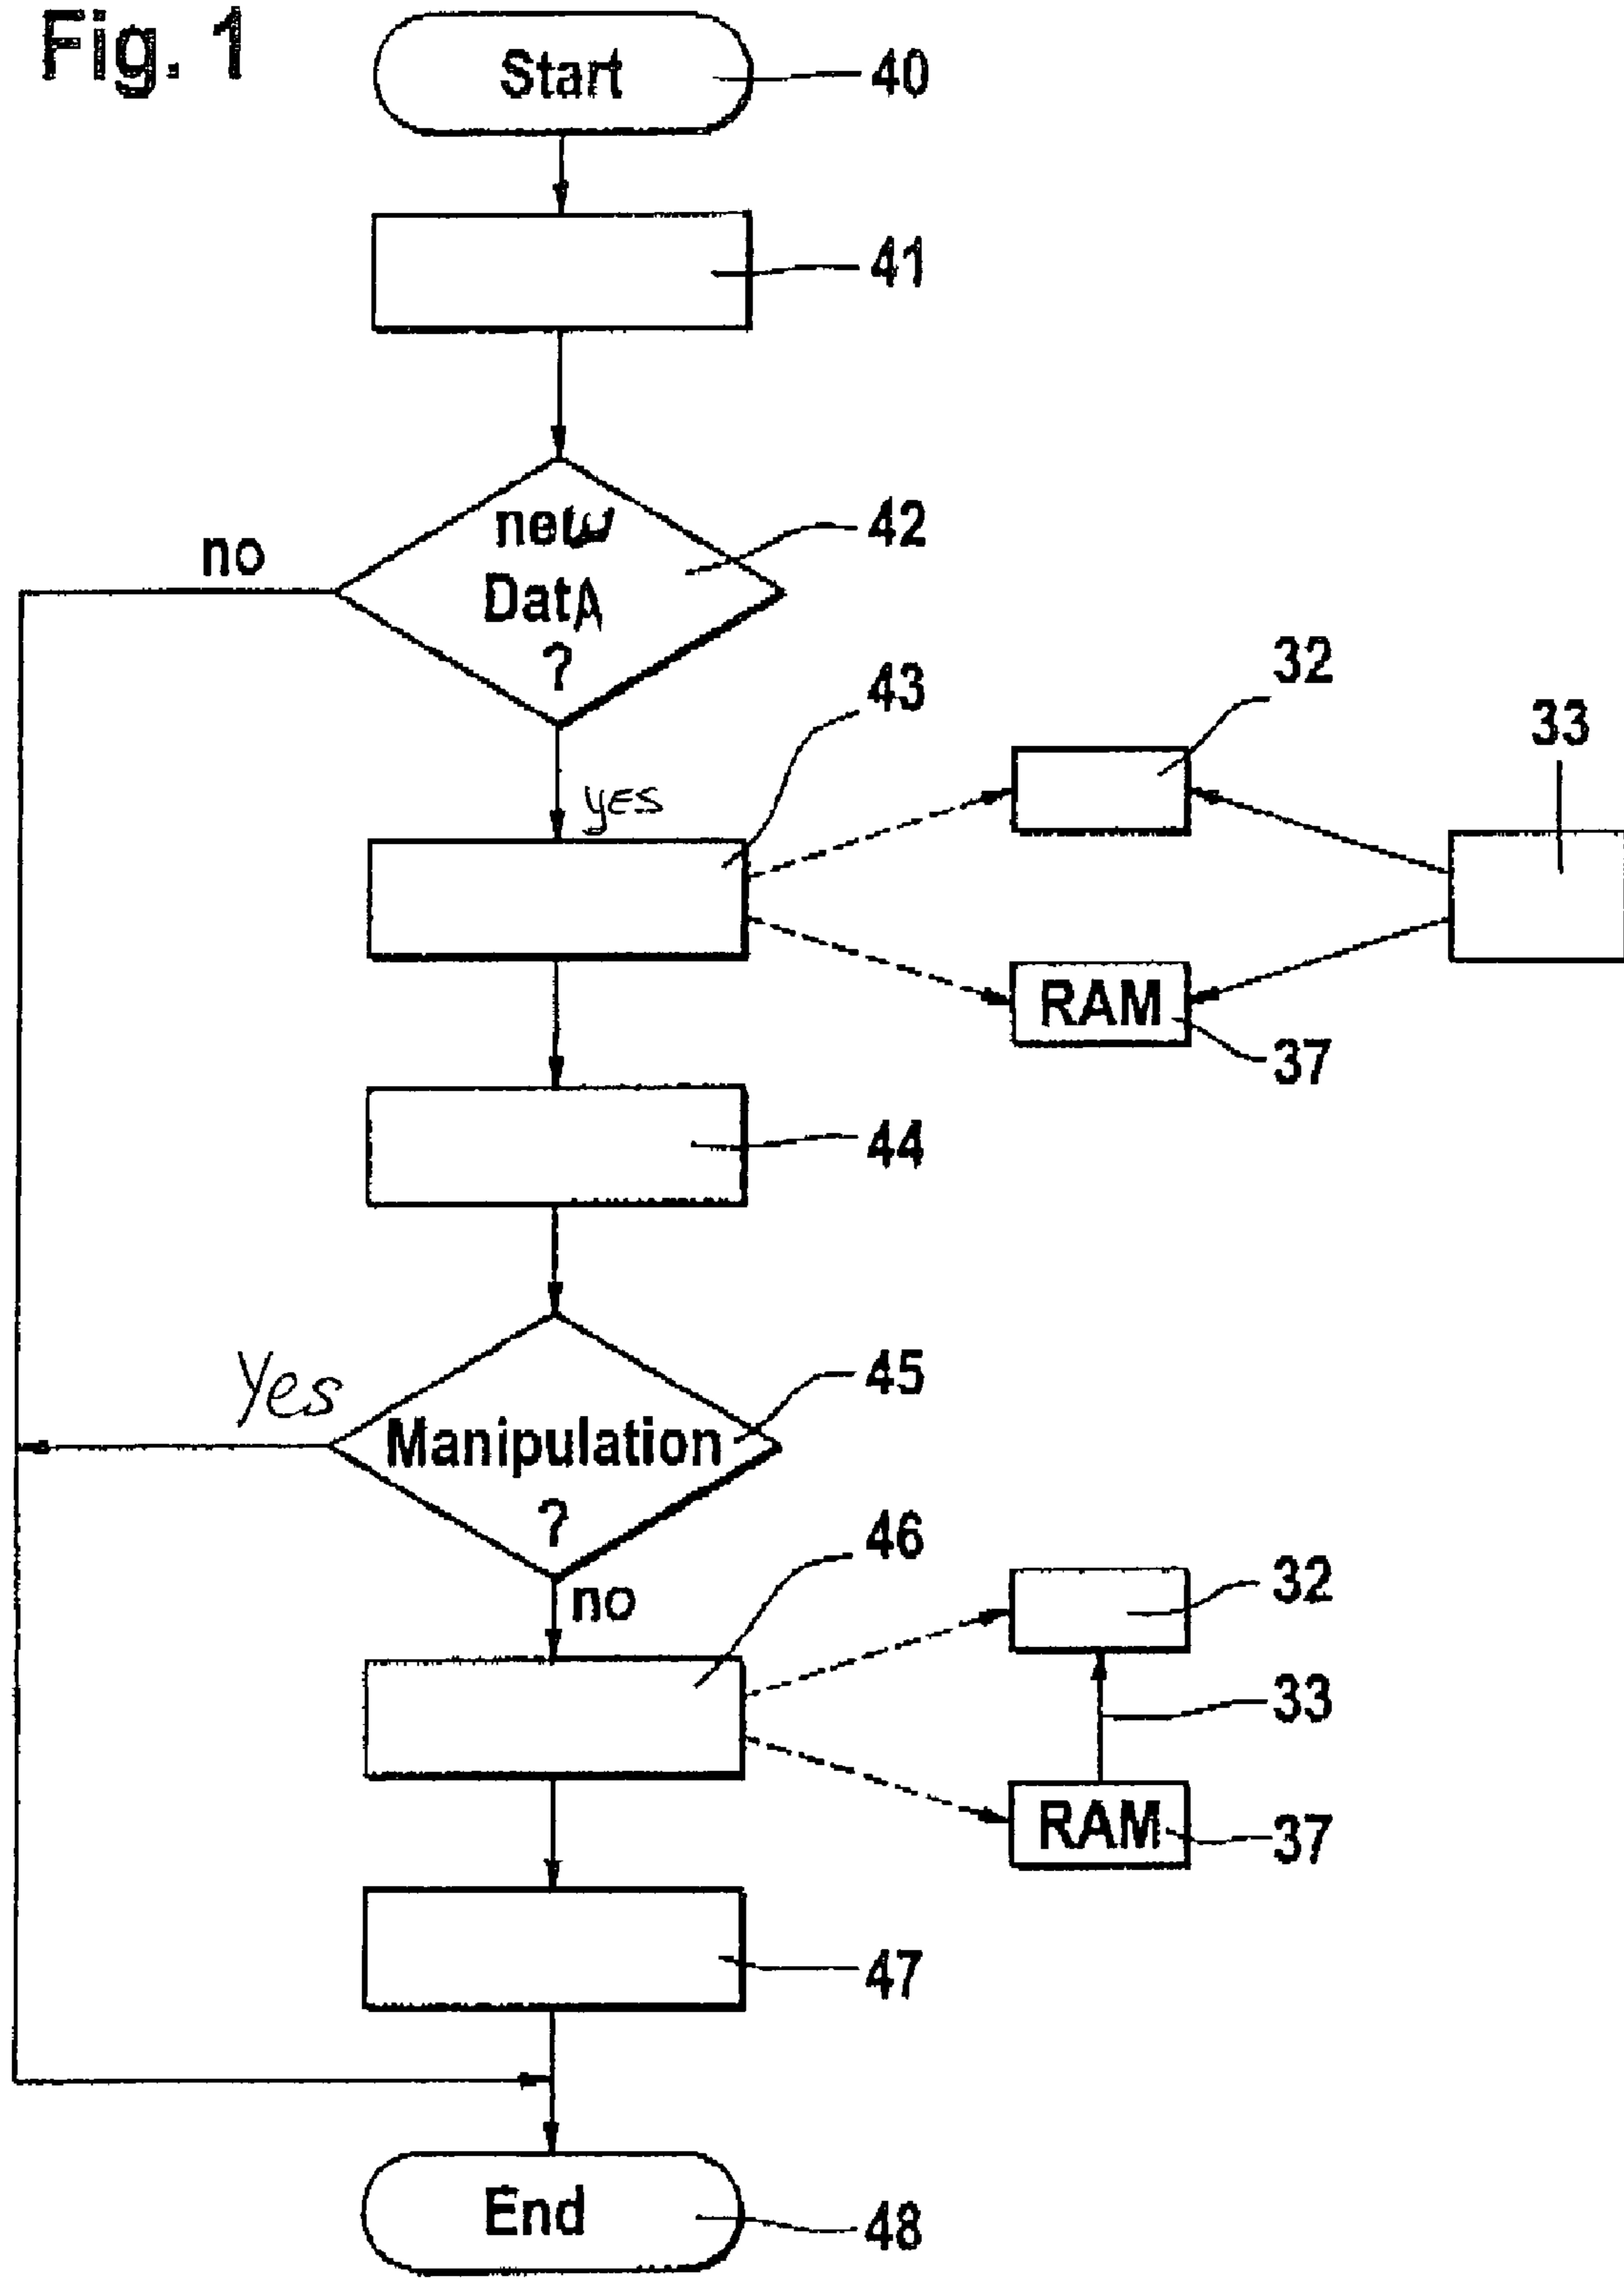 Fig. 1
Start
40
41
new
DatA
?
42
no
yes
43
32
33
RAM
37
44
Manipulation
?
45
Yes
no
46
32
33
RAM
37
47
End
48